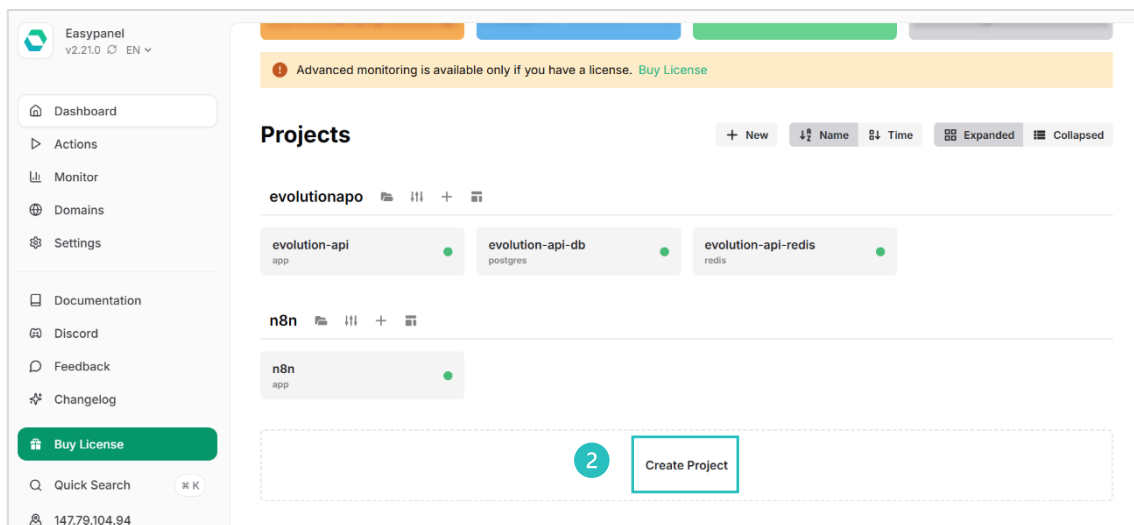 Easypanel
v2.21.0 EN
Dashboard
Actions
Monitor
Domains
Settings
Documentation
Discord
Feedback
Changelog
Buy License
Quick Search ⌘ K
147.79.104.94
Advanced monitoring is available only if you have a license. Buy License
Projects
+ New Name Time Expanded Collapsed
evolutionapo
evolution-api
app
evolution-api-db
postgres
evolution-api-redis
redis
n8n
n8n
app
2
Create Project